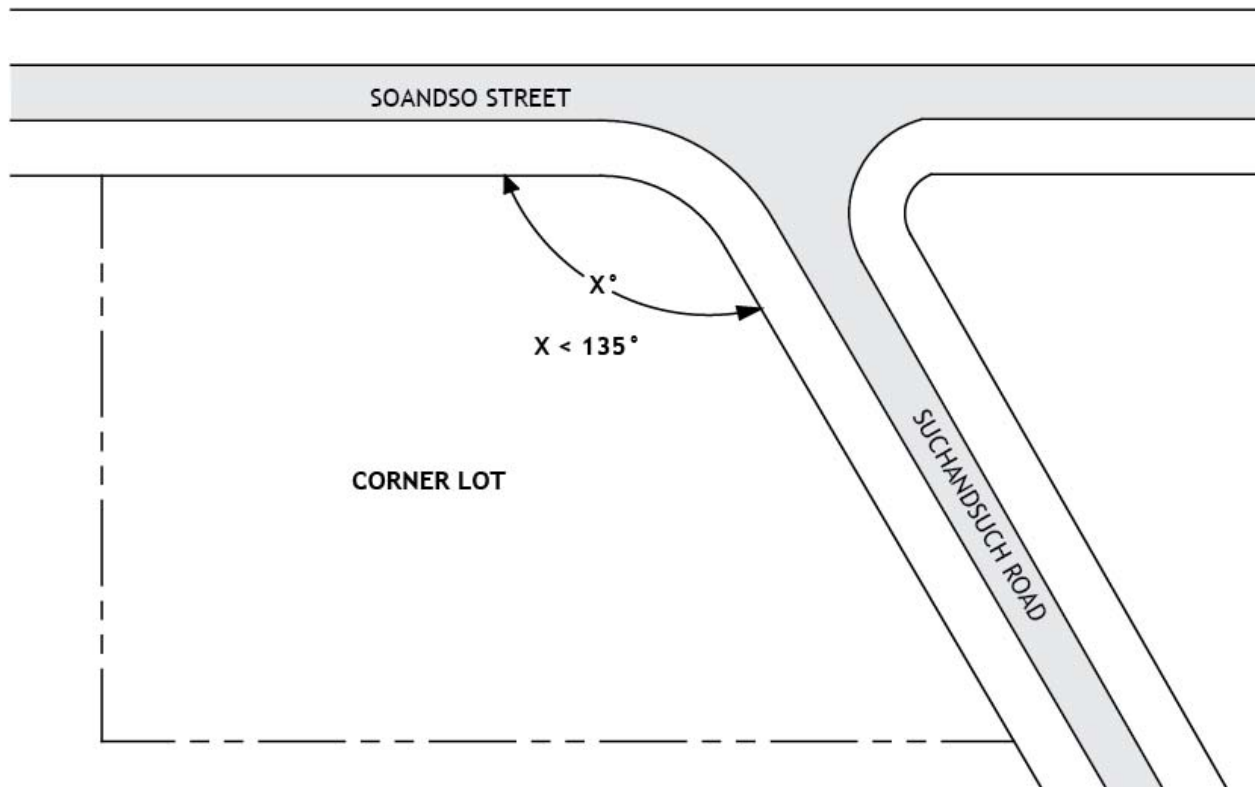 SOANDSO STREET
X°
X < 135°
CORNER LOT
SUCHANDSUCH ROAD